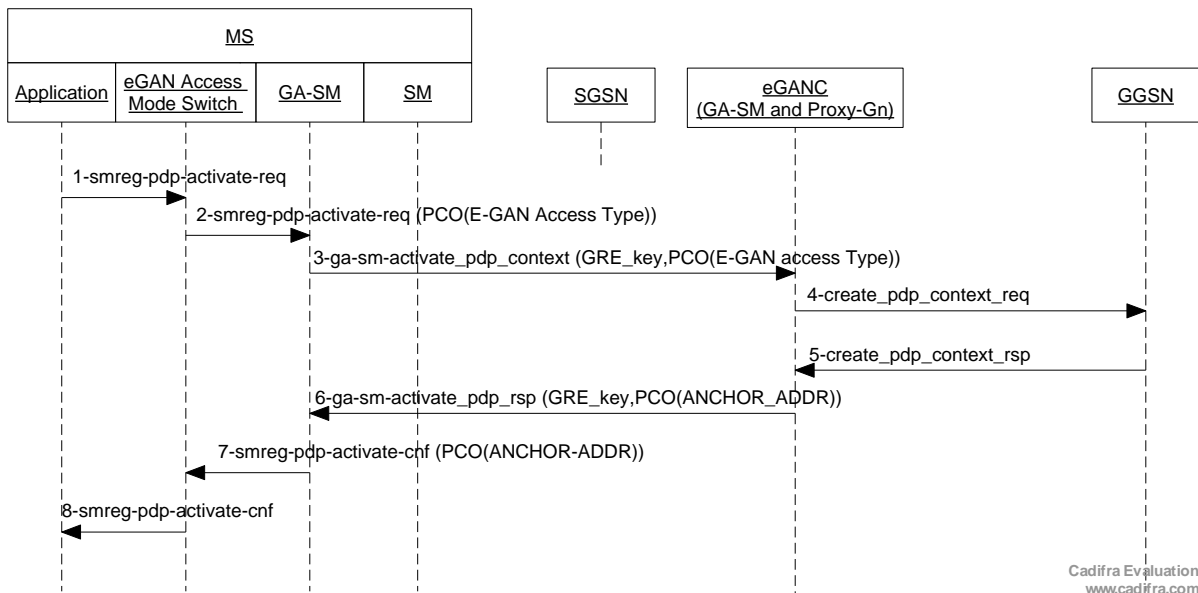 MS
Application
eGAN Access
Mode Switch
GA-SM
SM
SGSN
eGANC
(GA-SM and Proxy-Gn)
GGSN
1-smreg-pdp-activate-req
2-smreg-pdp-activate-req (PCO(E-GAN Access Type))
3-ga-sm-activate_pdp_context (GRE_key,PCO(E-GAN access Type))
4-create_pdp_context_req
5-create_pdp_context_rsp
6-ga-sm-activate_pdp_rsp (GRE_key,PCO(ANCHOR_ADDR))
7-smreg-pdp-activate-cnf (PCO(ANCHOR-ADDR))
8-smreg-pdp-activate-cnf
Cadifra Evaluation
www.cadifra.com